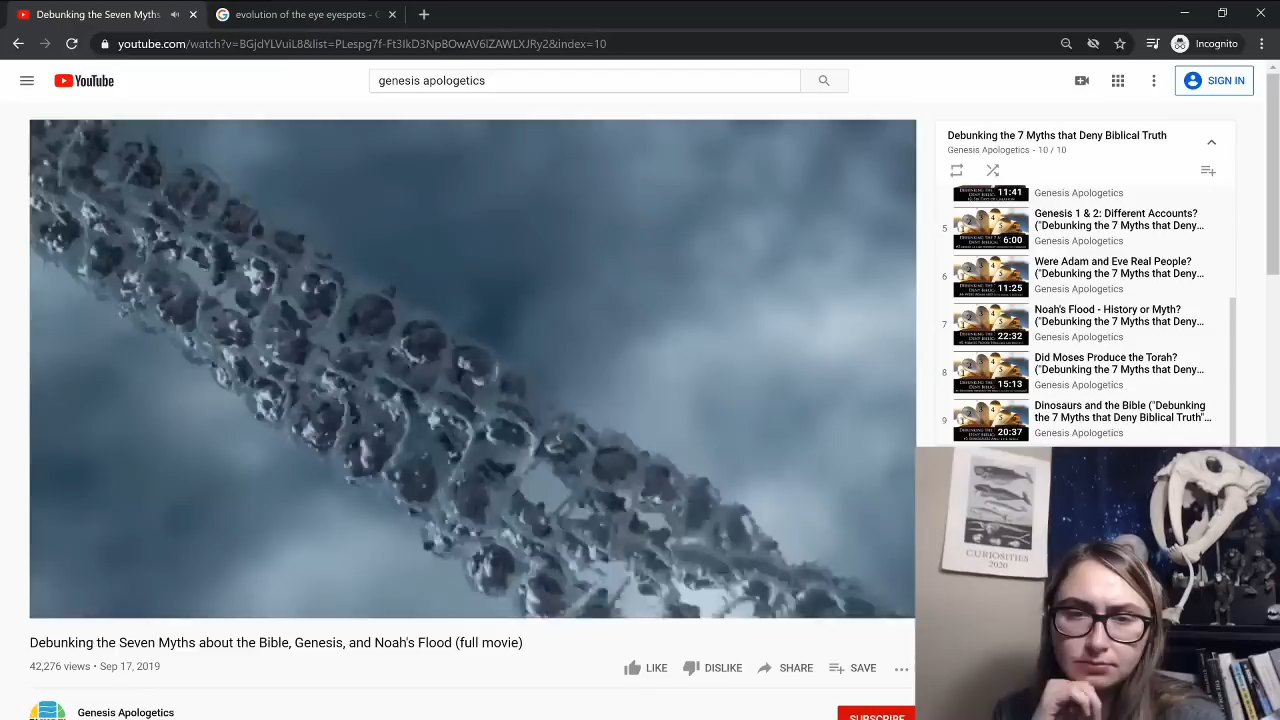 Debunking the Seven Myths
evolution of the eye eyespots -
youtube.com/watch?v=BGjdYLVuiL8&list=PLespg7f-Ft3IkD3NpBOwAV6lZAWLXJRy2&index=10
Incognito
YouTube
genesis apologetics
SIGN IN
Debunking the 7 Myths that Deny Biblical Truth
Genesis Apologetics - 10 / 10
11:41
Genesis Apologetics
5
6:00
Genesis 1 & 2: Different Accounts?
("Debunking the 7 Myths that Deny...
Genesis Apologetics
6
11:25
Were Adam and Eve Real People?
("Debunking the 7 Myths that Deny...
Genesis Apologetics
7
22:32
Noah's Flood - History or Myth?
("Debunking the 7 Myths that Deny...
Genesis Apologetics
8
15:13
Did Moses Produce the Torah?
("Debunking the 7 Myths that Deny...
Genesis Apologetics
9
20:37
Dinosaurs and the Bible ("Debunking
the 7 Myths that Deny Biblical Truth"...
Genesis Apologetics
CURIOSITIES
2020
Debunking the Seven Myths about the Bible, Genesis, and Noah's Flood (full movie)
42,276 views • Sep 17, 2019
LIKE
DISLIKE
SHARE
SAVE
Genesis Apologetics
SUBSCRIBE